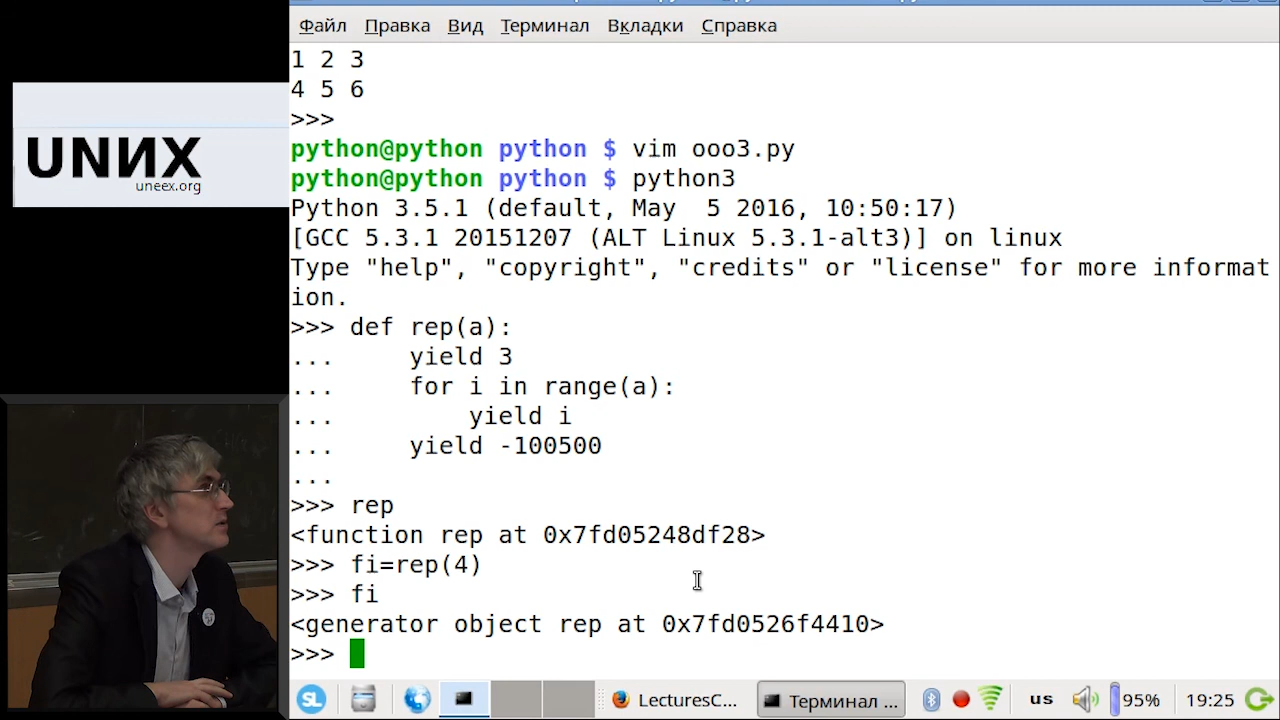 Файл Правка Вид Терминал Вкладки Справка
1 2 3
4 5 6
>>>
python@python python $ vim ooo3.py
python@python python $ python3
Python 3.5.1 (default, May  5 2016, 10:50:17)
[GCC 5.3.1 20151207 (ALT Linux 5.3.1-alt3)] on linux
Type "help", "copyright", "credits" or "license" for more informat
ion.
>>> def rep(a):
...     yield 3
...     for i in range(a):
...         yield i
...     yield -100500
...
>>> rep
<function rep at 0x7fd05248df28>
>>> fi=rep(4)
>>> fi
<generator object rep at 0x7fd0526f4410>
>>>
UNИX
uneex.org
SL LecturesC... Терминал ... us 95% 19:25